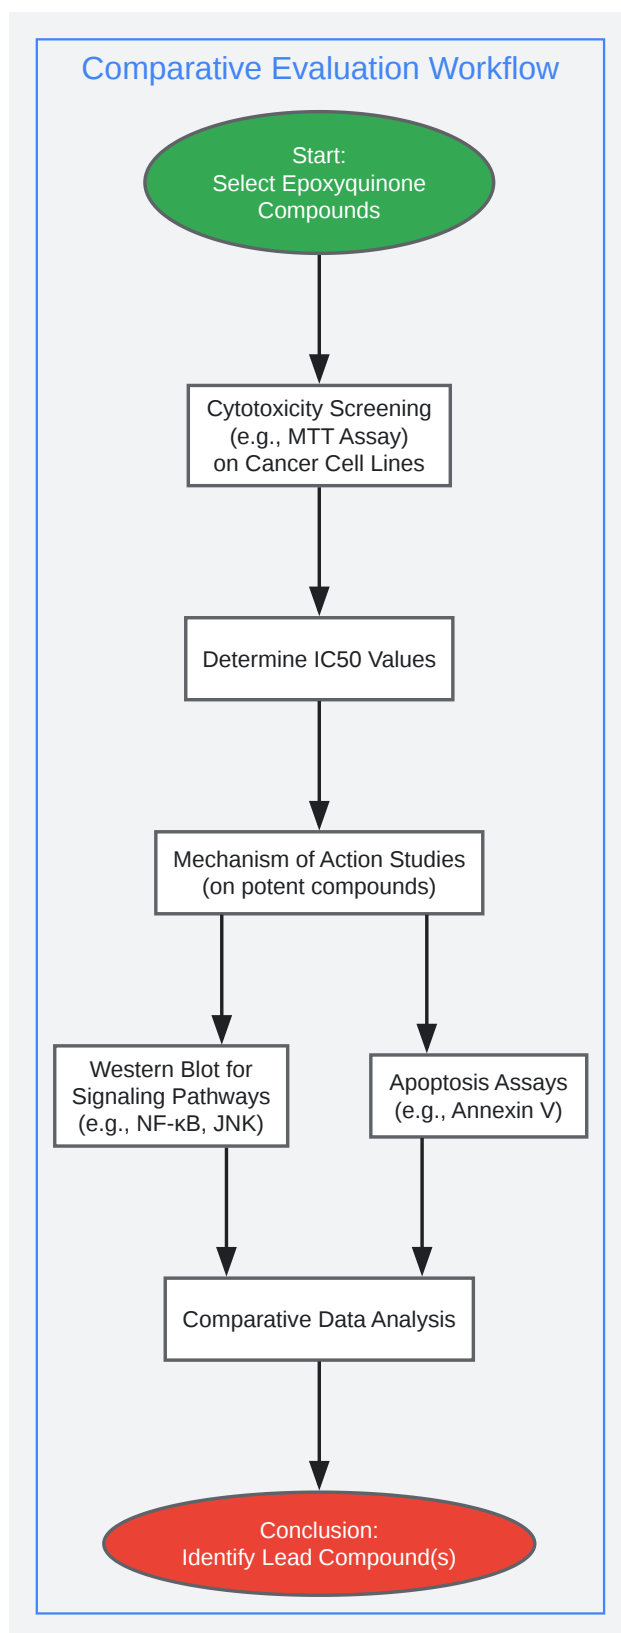 Comparative Evaluation Workflow
Start:
Select Epoxyquinone
Compounds
Cytotoxicity Screening
(e.g., MTT Assay)
on Cancer Cell Lines
Determine IC50 Values
Mechanism of Action Studies
(on potent compounds)
Western Blot for
Signaling Pathways
(e.g., NF-κB, JNK)
Apoptosis Assays
(e.g., Annexin V)
Comparative Data Analysis
Conclusion:
Identify Lead Compound(s)